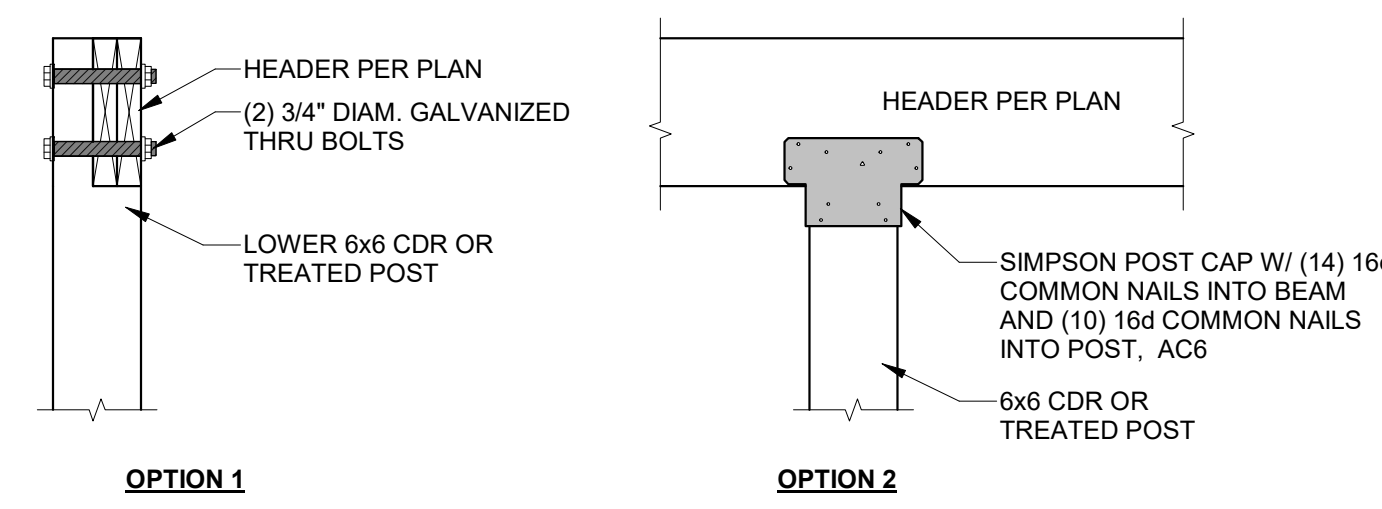 HEADER PER PLAN
(2) 3/4" DIAM. GALVANIZED
THRU BOLTS
LOWER 6x6 CDR OR
TREATED POST
OPTION 1
HEADER PER PLAN
SIMPSON POST CAP W/ (14)
COMMON NAILS INTO BEAM
AND (10) 16d COMMON NAILS
INTO POST, AC6
6x6 CDR OR
TREATED POST
OPTION 2